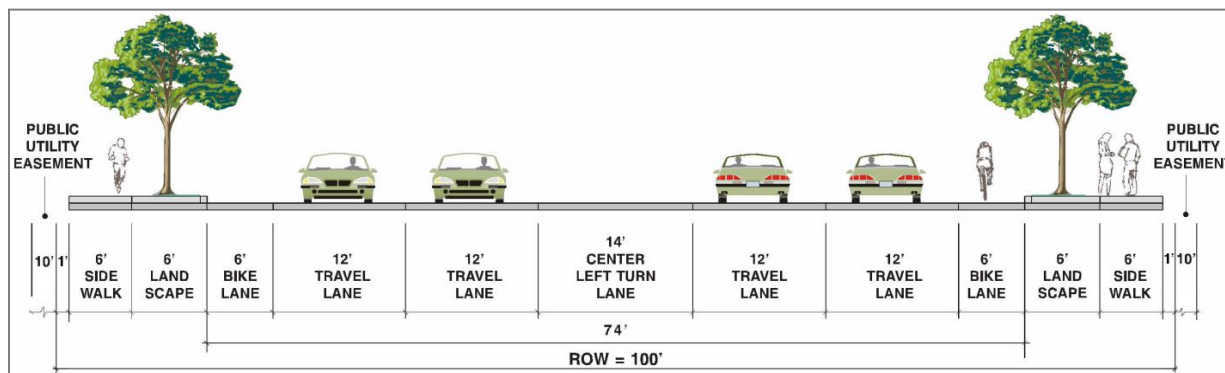 PUBLIC
UTILITY
EASEMENT
PUBLIC
UTILITY
EASEMENT
10'
1'
6'
SIDE
WALK
6'
LAND
SCAPE
6'
BIKE
LANE
12'
TRAVEL
LANE
12'
TRAVEL
LANE
14'
CENTER
LEFT TURN
LANE
12'
TRAVEL
LANE
12'
TRAVEL
LANE
6'
BIKE
LANE
6'
LAND
SCAPE
6'
SIDE
WALK
1'
10'
74'
ROW = 100'